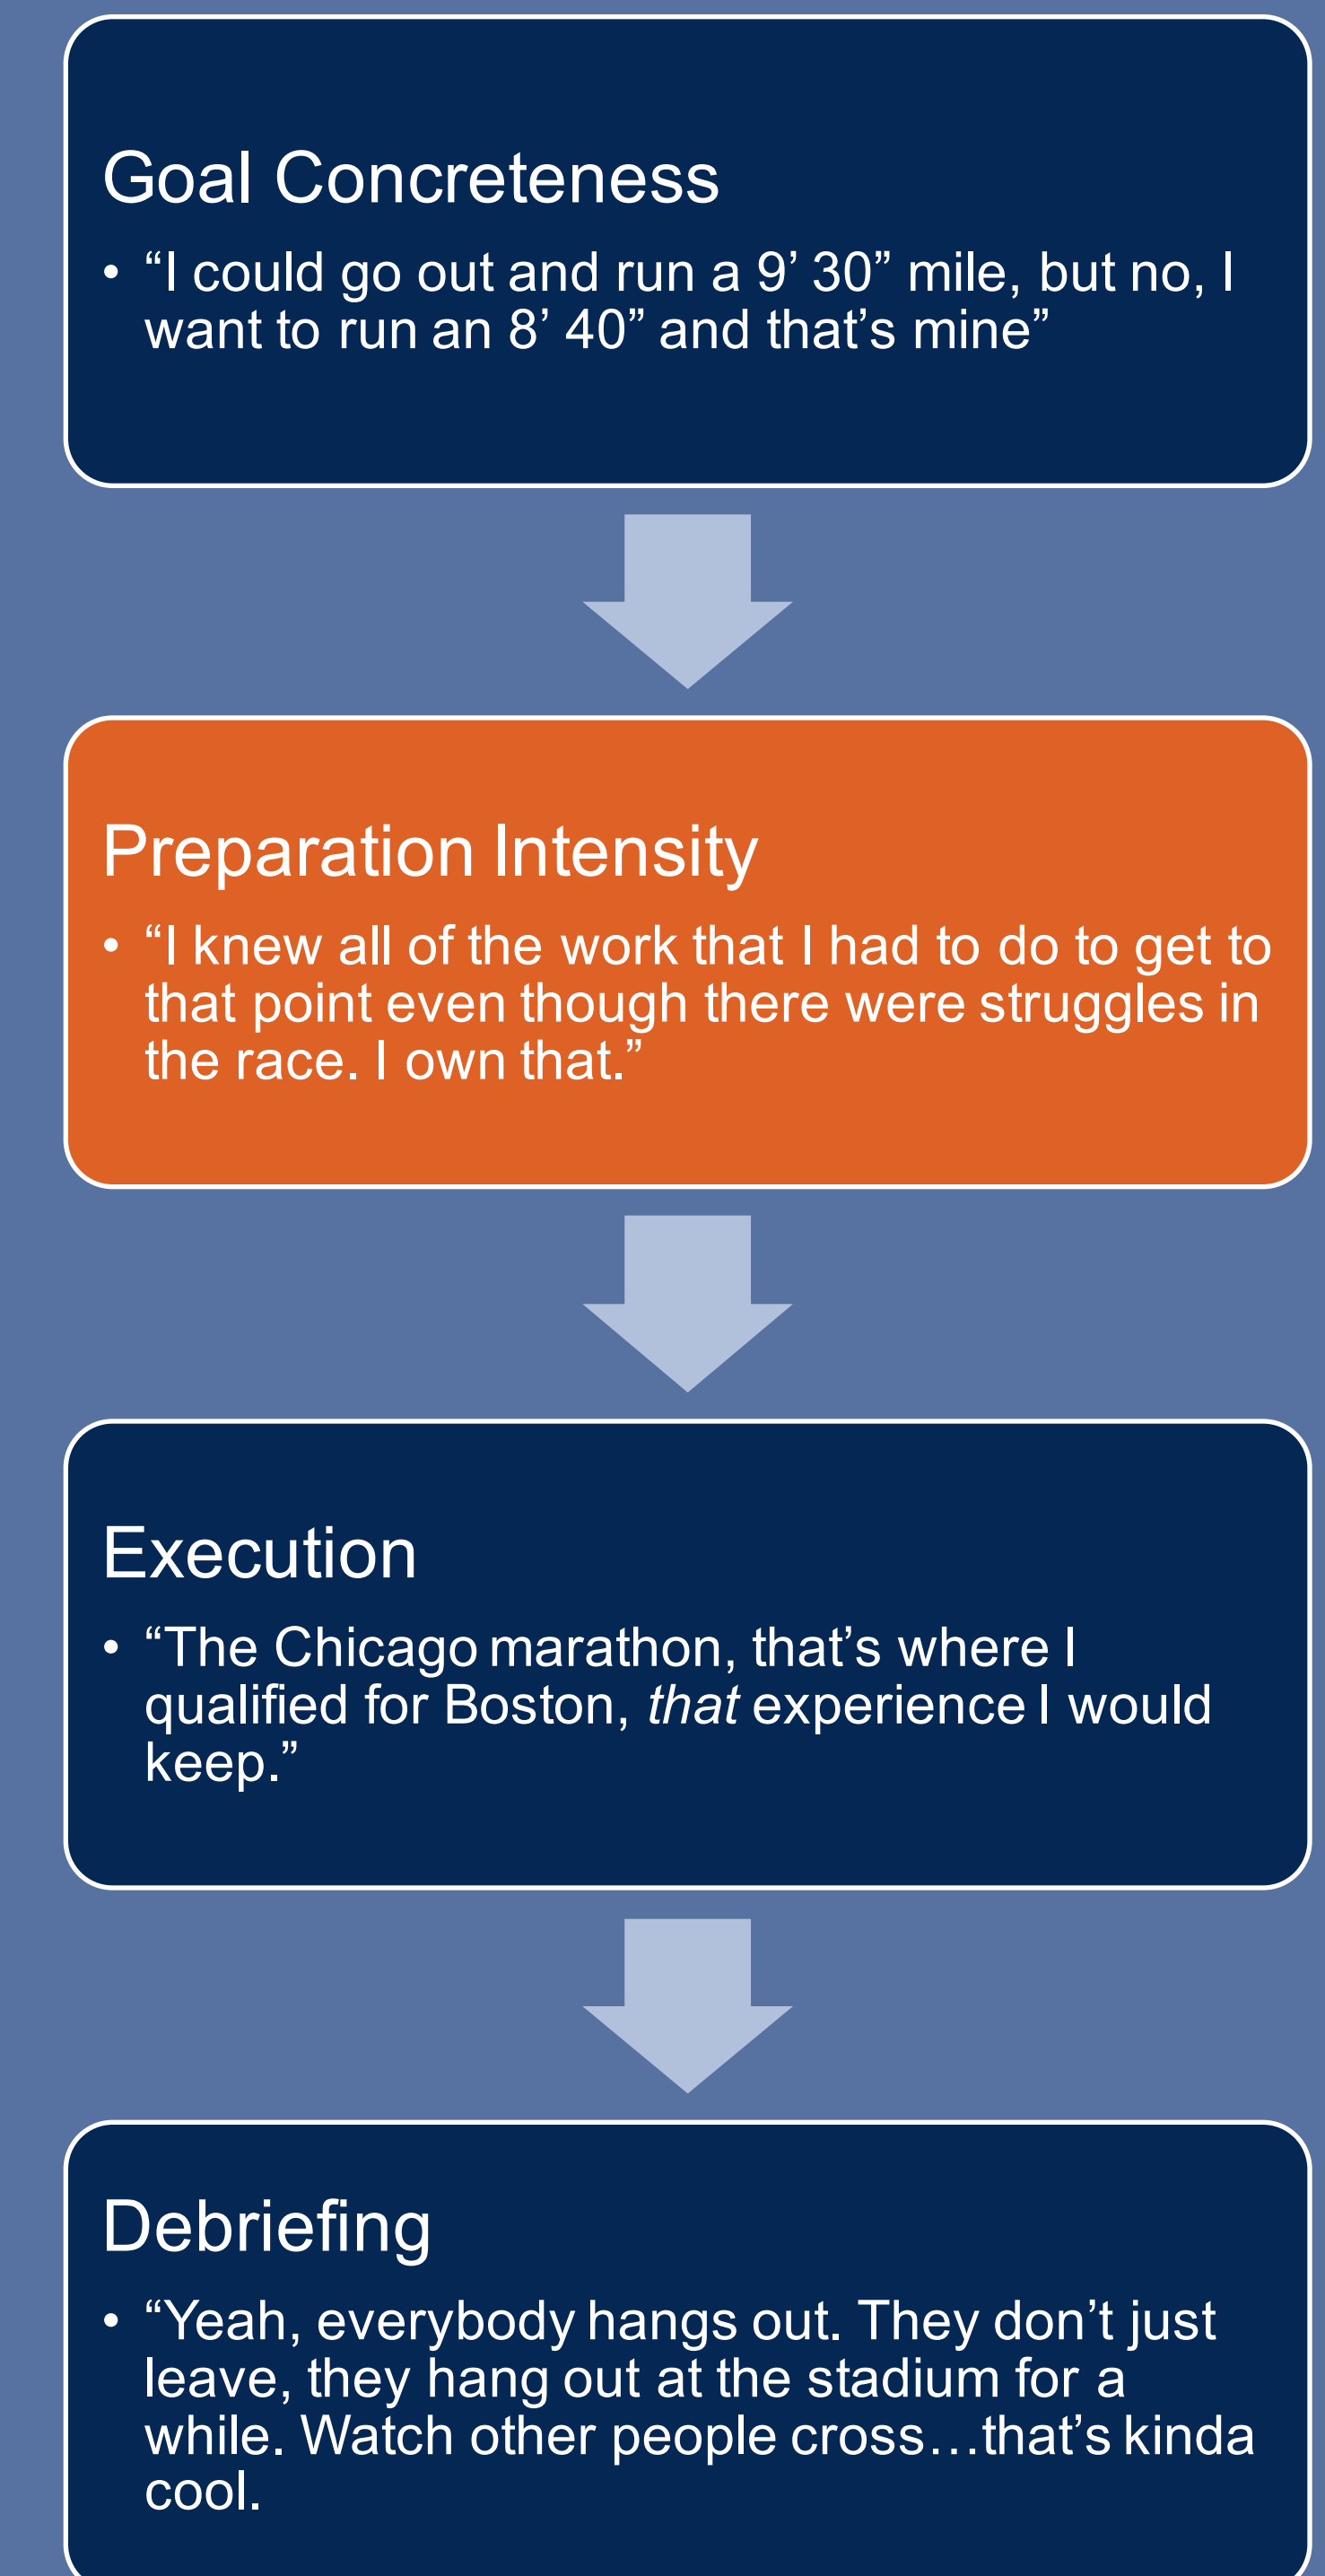 Goal Concreteness
• “I could go out and run a 9’ 30” mile, but no, I
want to run an 8’ 40” and that’s mine”
Preparation Intensity
• “I knew all of the work that I had to do to get to
that point even though there were struggles in
the race. I own that.”
Execution
• “The Chicago marathon, that’s where I
qualified for Boston, that experience I would
keep.”
Debriefing
• “Yeah, everybody hangs out. They don’t just
leave, they hang out at the stadium for a
while. Watch other people cross…that’s kinda
cool.